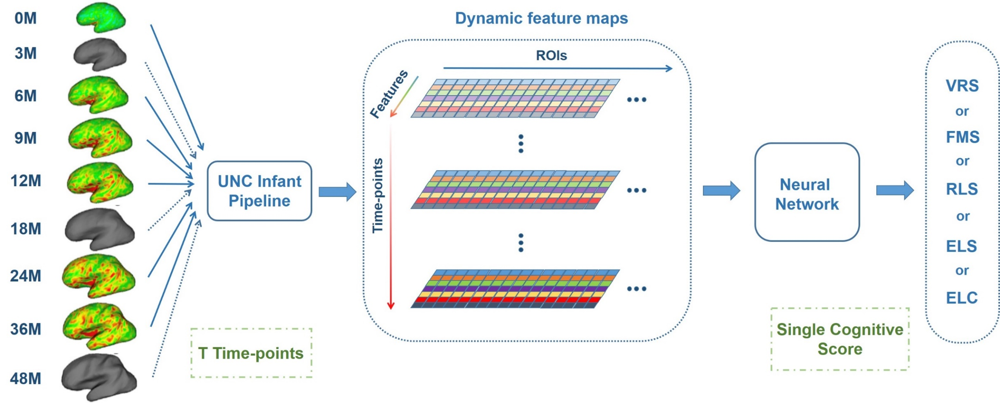 0M
3M
6M
9M
12M
18M
24M
36M
48M
UNC Infant
Pipeline
T Time-points
Dynamic feature maps
ROIs
Features
Time-points
Neural
Network
Single Cognitive
Score
VRS
or
FMS
or
RLS
or
ELS
or
ELC